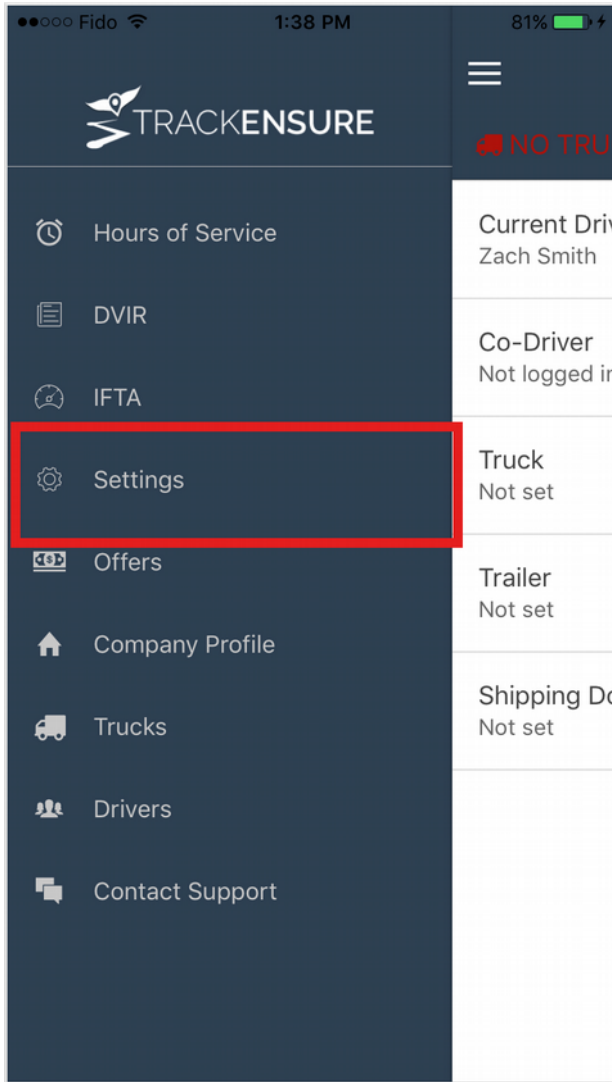 Fido 1:38 PM 81%
TRACKENSURE
NO TRU
Hours of Service
DVIR
IFTA
Settings
Offers
Company Profile
Trucks
Drivers
Contact Support
Current Driv
Zach Smith
Co-Driver
Not logged in
Truck
Not set
Trailer
Not set
Shipping Do
Not set